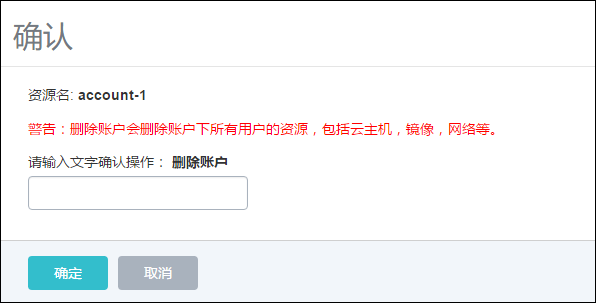 确认
资源名: account-1
警告：删除账户会删除账户下所有用户的资源，包括云主机，镜像，网络等。
请输入文字确认操作： 删除账户
确定 取消